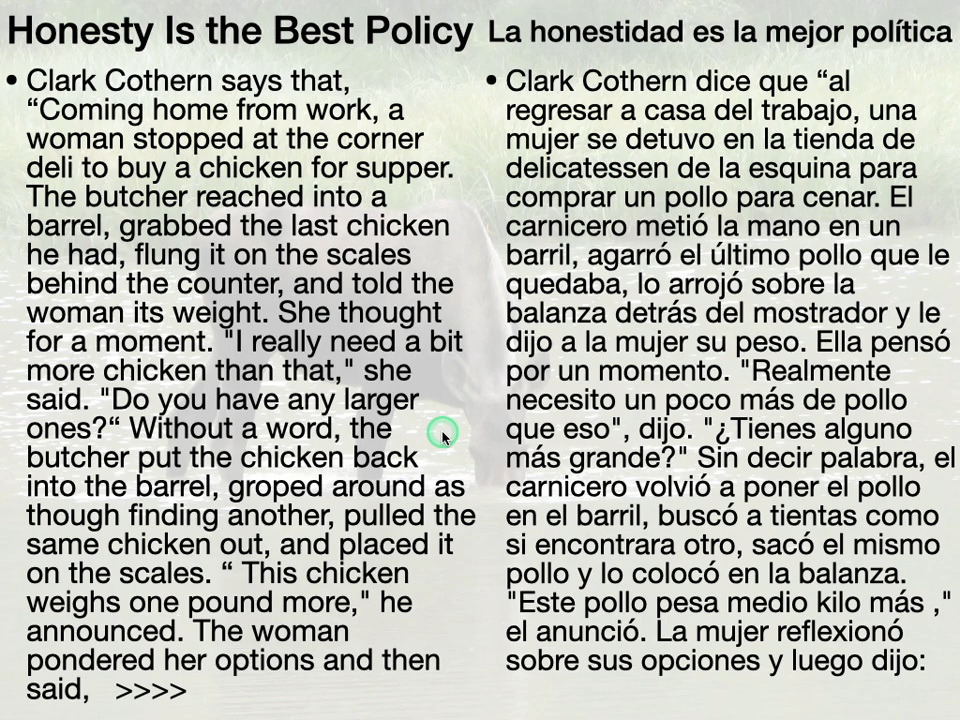 Honesty Is the Best Policy
• Clark Cothern says that,
“Coming home from work, a
woman stopped at the corner
deli to buy a chicken for supper.
The butcher reached into a
barrel, grabbed the last chicken
he had, flung it on the scales
behind the counter, and told the
woman its weight. She thought
for a moment. "I really need a bit
more chicken than that," she
said. "Do you have any larger
ones?“ Without a word, the
butcher put the chicken back
into the barrel, groped around as
though finding another, pulled the
same chicken out, and placed it
on the scales. “ This chicken
weighs one pound more," he
announced. The woman
pondered her options and then
said, >>>>
La honestidad es la mejor política
• Clark Cothern dice que “al
regresar a casa del trabajo, una
mujer se detuvo en la tienda de
delicatessen de la esquina para
comprar un pollo para cenar. El
carnicero metió la mano en un
barril, agarró el último pollo que le
quedaba, lo arrojó sobre la
balanza detrás del mostrador y le
dijo a la mujer su peso. Ella pensó
por un momento. "Realmente
necesito un poco más de pollo
que eso", dijo. "¿Tienes alguno
más grande?" Sin decir palabra, el
carnicero volvió a poner el pollo
en el barril, buscó a tientas como
si encontrara otro, sacó el mismo
pollo y lo colocó en la balanza.
"Este pollo pesa medio kilo más ,"
el anunció. La mujer reflexionó
sobre sus opciones y luego dijo: